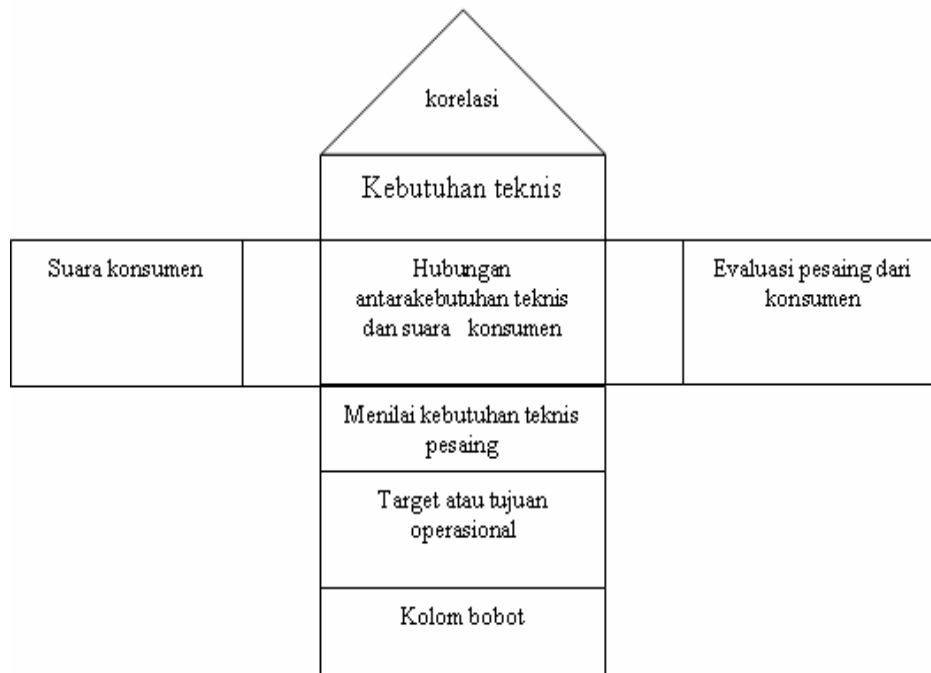 korelasi
Kebutuhan teknis
Suara konsumen
Hubungan
antarakebutuhan teknis
dan suara konsumen
Evaluasi pesaing dari
konsumen
Menilai kebutuhan teknis
pesaing
Target atau tujuan
operasional
Kolom bobot